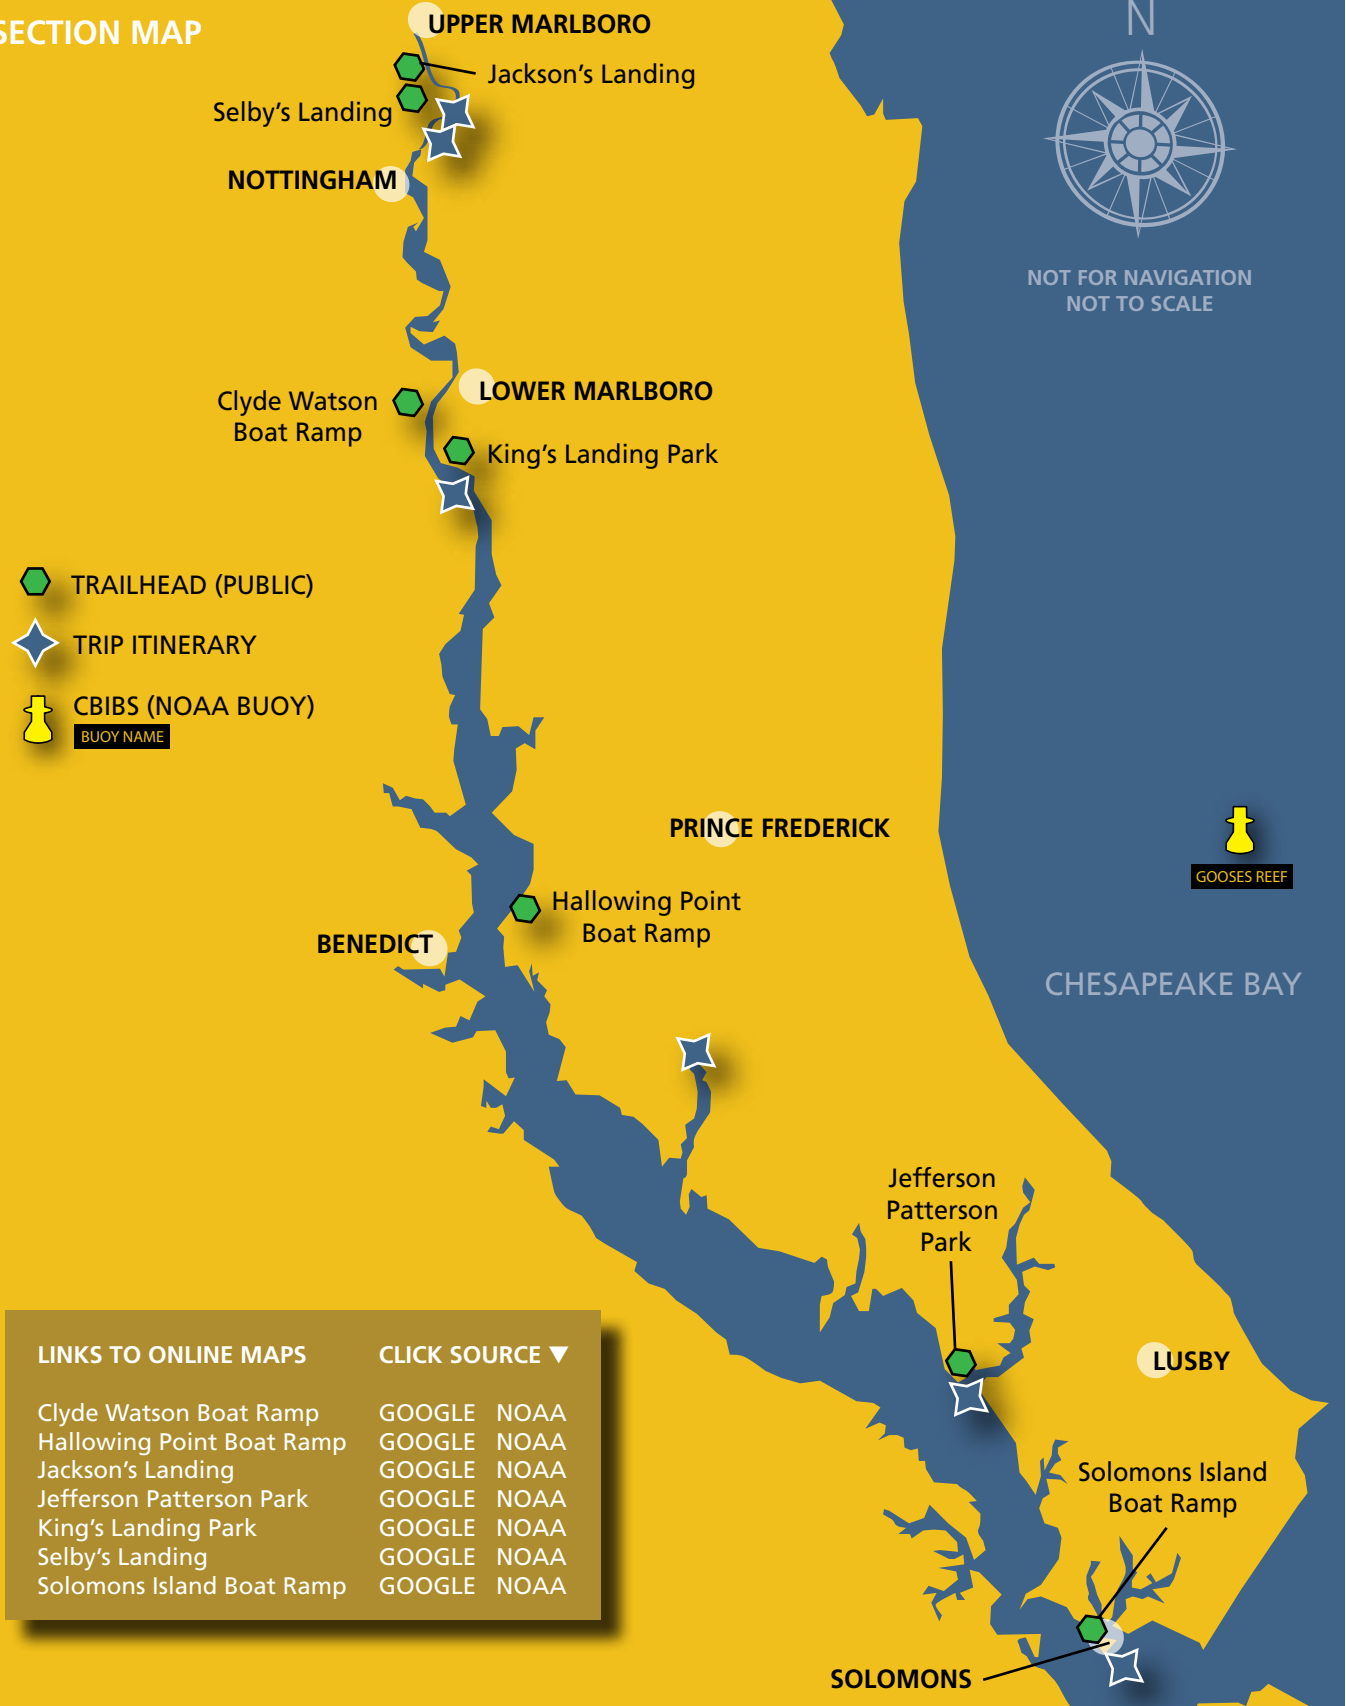 SECTION MAP
UPPER MARLBORO
Jackson’s Landing
Selby’s Landing
NOTTINGHAM
N
NOT FOR NAVIGATION
NOT TO SCALE
LOWER MARLBORO
Clyde Watson
Boat Ramp
King’s Landing Park
TRAILHEAD (PUBLIC)
TRIP ITINERARY
CBIBS (NOAA BUOY)
BUOY NAME
PRINCE FREDERICK
GOOSES REEF
Hallowing Point
Boat Ramp
BENEDICT
CHESAPEAKE BAY
Jefferson
Patterson
Park
LUSBY
Solomons Island
Boat Ramp
SOLOMONS
LINKS TO ONLINE MAPS CLICK SOURCE ▼
Clyde Watson Boat Ramp GOOGLE NOAA
Hallowing Point Boat Ramp GOOGLE NOAA
Jackson’s Landing GOOGLE NOAA
Jefferson Patterson Park GOOGLE NOAA
King’s Landing Park GOOGLE NOAA
Selby’s Landing GOOGLE NOAA
Solomons Island Boat Ramp GOOGLE NOAA